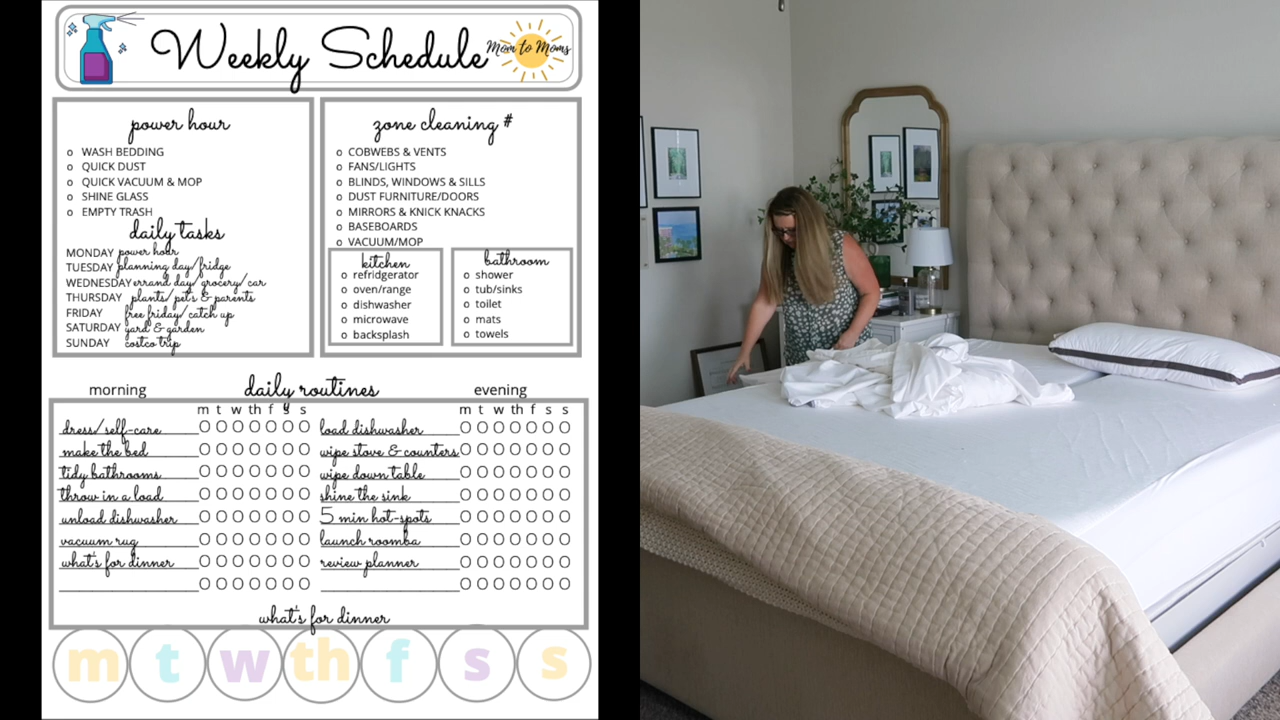 Weekly Schedule
Mom to Moms
power hour
o WASH BEDDING
o QUICK DUST
o QUICK VACUUM & MOP
o SHINE GLASS
o EMPTY TRASH
daily tasks
MONDAY power hour
TUESDAY planning day/fridge
WEDNESDAY errand day/grocery/car
THURSDAY plants/pet's & parents
FRIDAY free friday/catch up
SATURDAY yard & garden
SUNDAY costco trip
zone cleaning #
o COBWEBS & VENTS
o FANS/LIGHTS
o BLINDS, WINDOWS & SILLS
o DUST FURNITURE/DOORS
o MIRRORS & KNICK KNACKS
o BASEBOARDS
o VACUUM/MOP
kitchen
o refridgerator
o oven/range
o dishwasher
o microwave
o backsplash
bathroom
o shower
o tub/sinks
o toilet
o mats
o towels
daily routines
morning
m t w th f s s
dress/self-care
make the bed
tidy bathrooms
throw in a load
unload dishwasher
vacuum rug
what's for dinner
evening
m t w th f s s
load dishwasher
wipe stove & counters
wipe down table
shine the sink
5 min hot-spots
launch roomba
review planner
what's for dinner
m t w th f s s